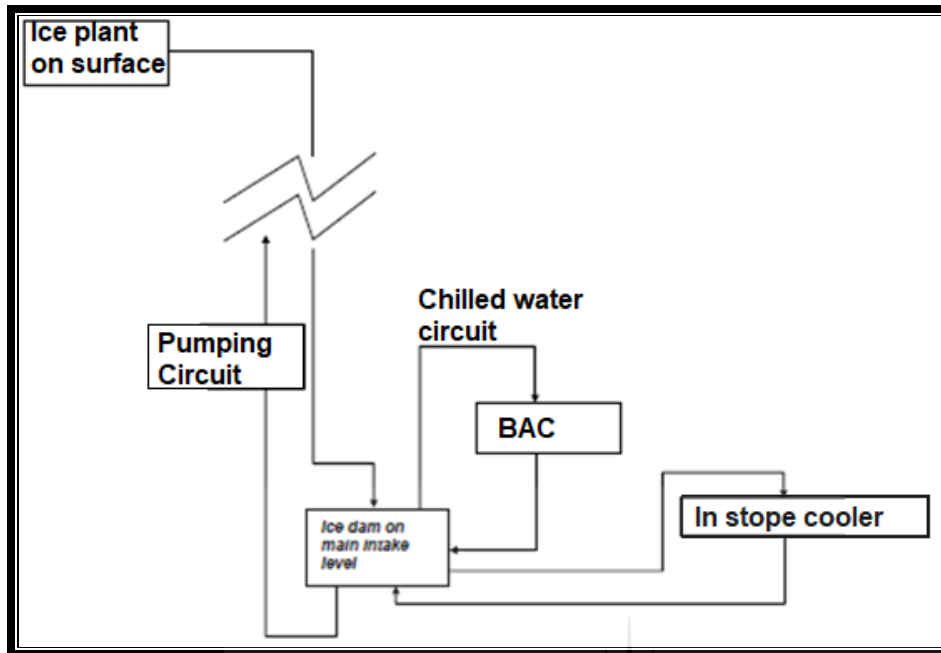 Ice plant
on surface
Chilled water
circuit
Pumping
Circuit
BAC
In stope cooler
Ice dam on
main intake
level